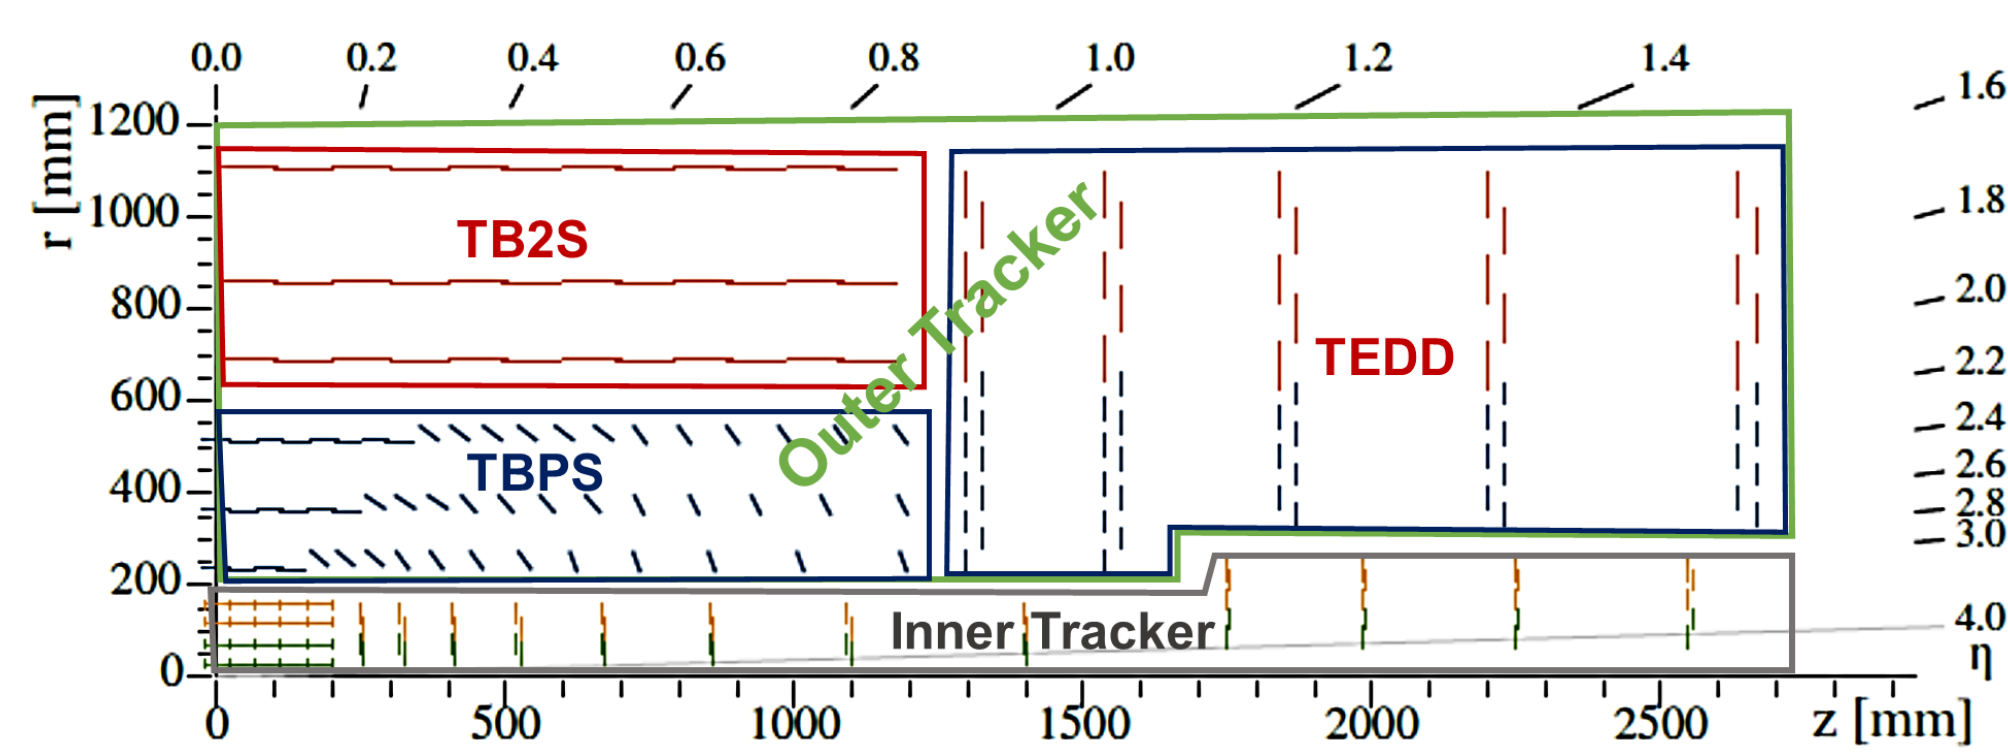 0.0 0.2 0.4 0.6 0.8 1.0 1.2 1.4 1.6
r [mm]
1200
1000
800
600
400
200
0
TB2S
TBPS
Outer Tracker
TEDD
Inner Tracker
1.8
2.0
2.2
2.4
2.6
2.8
3.0
4.0
η
0 500 1000 1500 2000 2500 z [mm]